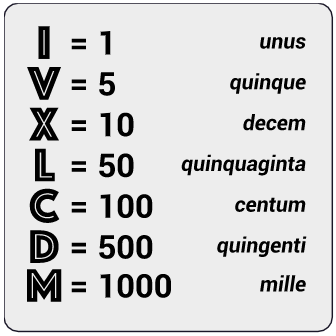 I = 1 unus
V = 5 quinque
X = 10 decem
L = 50 quinquaginta
C = 100 centum
D = 500 quingenti
M = 1000 mille